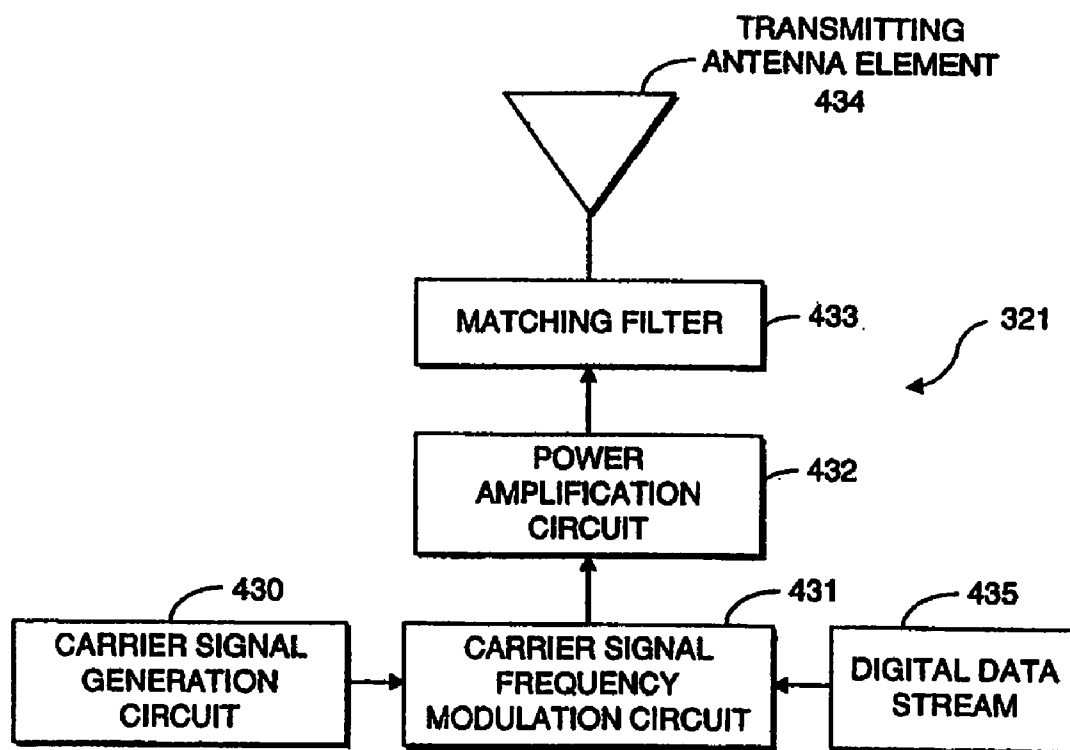 TRANSMITTING
ANTENNA ELEMENT
434
MATCHING FILTER
433
321
POWER
AMPLIFICATION
CIRCUIT
432
430
431
435
CARRIER SIGNAL
GENERATION
CIRCUIT
CARRIER SIGNAL
FREQUENCY
MODULATION CIRCUIT
DIGITAL DATA
STREAM